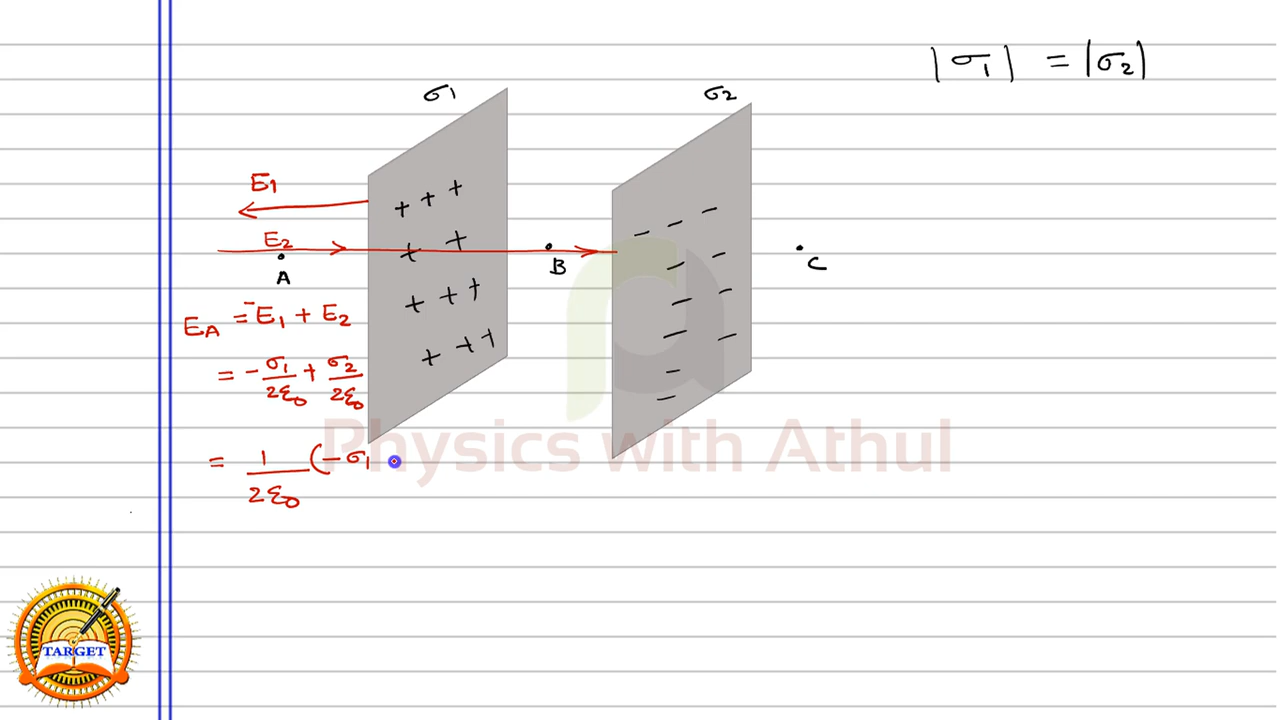 |σ1| = |σ2|
σ1
σ2
+ + +
+ +
+ + +
+ + +
− − −
− −
− −
− −
−
−
E1
E2
A
B
C
EA = -E1 + E2
= - σ1/2ε0 + σ2/2ε0
= 1/2ε0 (-σ1
Physics with Athul
TARGET